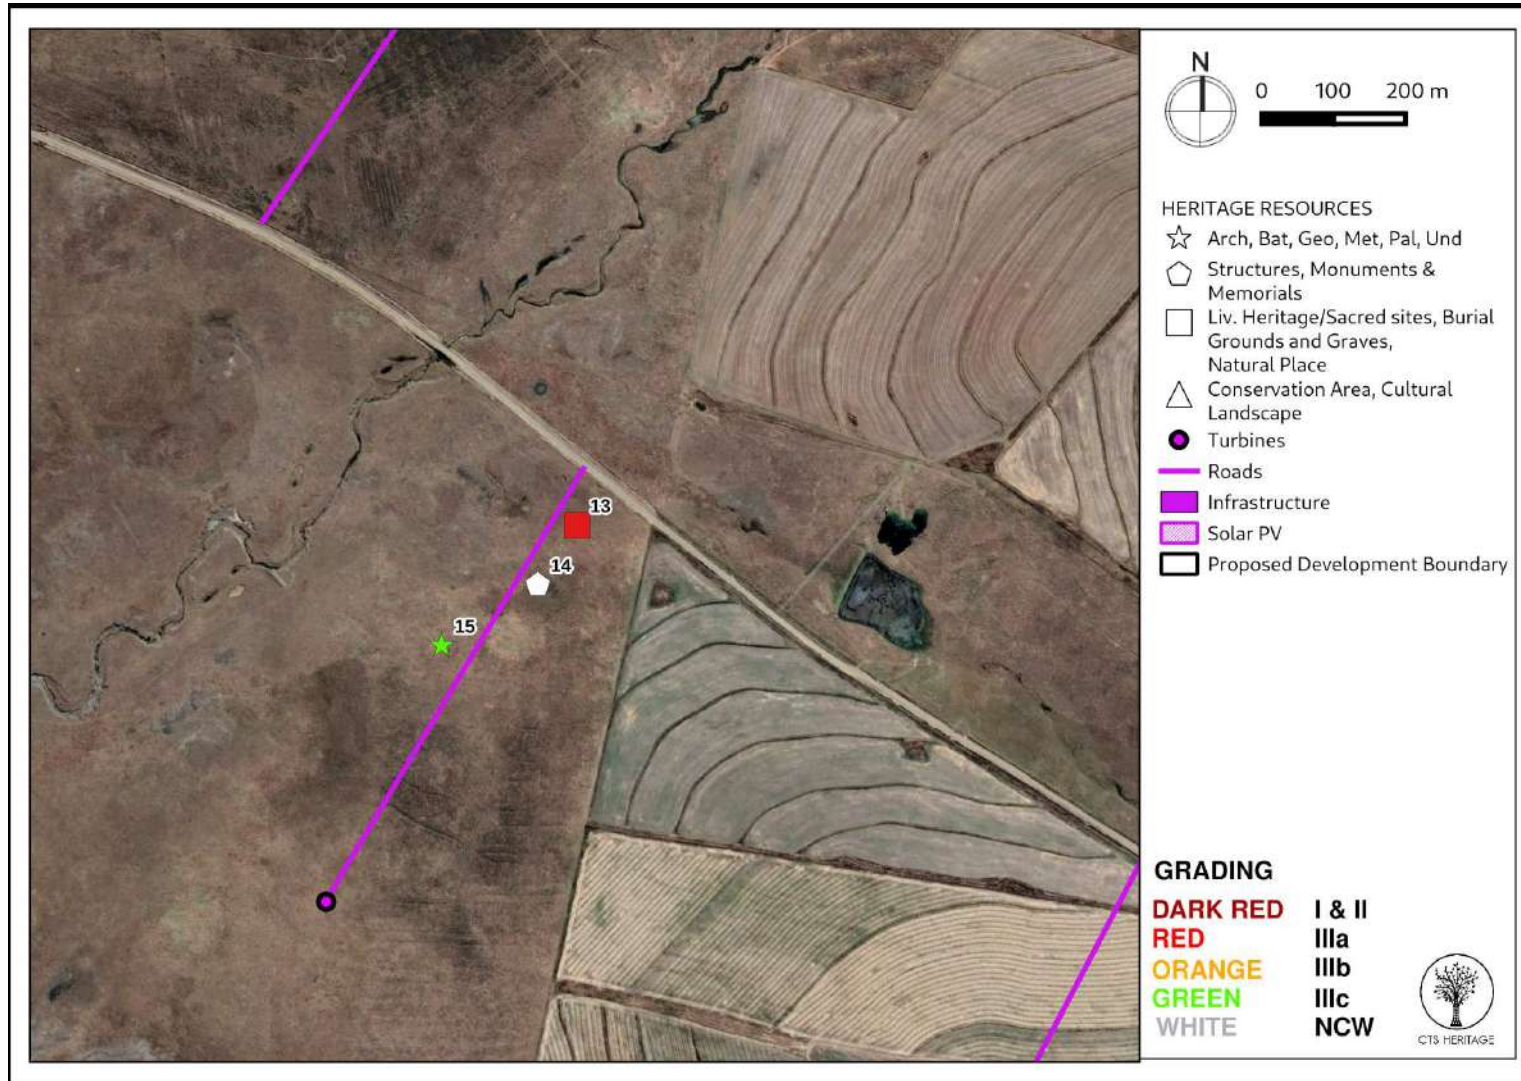 N
0 100 200 m
HERITAGE RESOURCES
Arch, Bat, Geo, Met, Pal, Und
Structures, Monuments &
Memorials
Liv. Heritage/Sacred sites, Burial
Grounds and Graves,
Natural Place
Conservation Area, Cultural
Landscape
Turbines
Roads
Infrastructure
Solar PV
Proposed Development Boundary
13
14
15
GRADING
DARK RED I & II
RED IIIa
ORANGE IIIb
GREEN IIIc
WHITE NCW
CTS HERITAGE